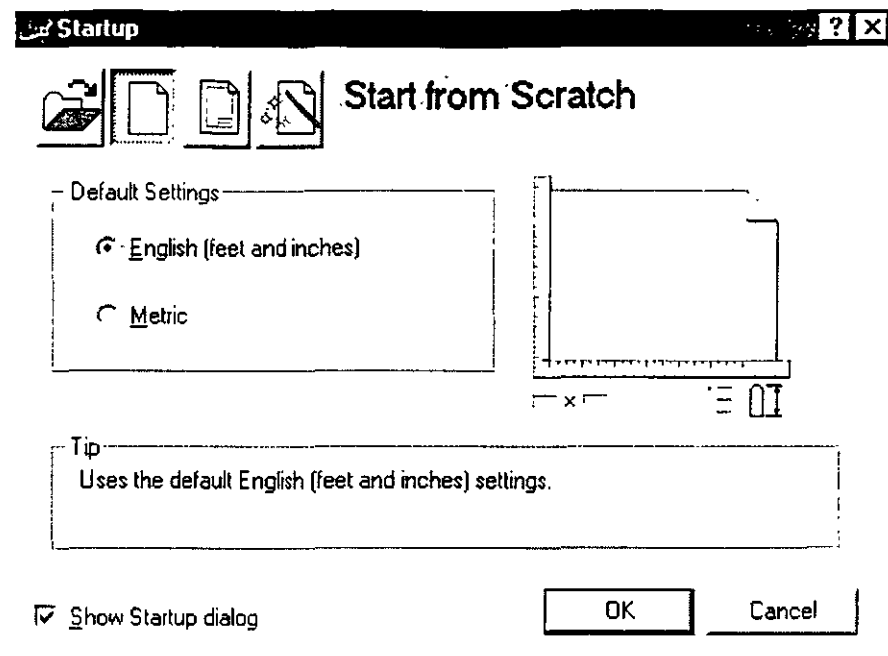 Startup
Start from Scratch
Default Settings
English (feet and inches)
Metric
Tip
Uses the default English (feet and inches) settings.
Show Startup dialog
OK
Cancel